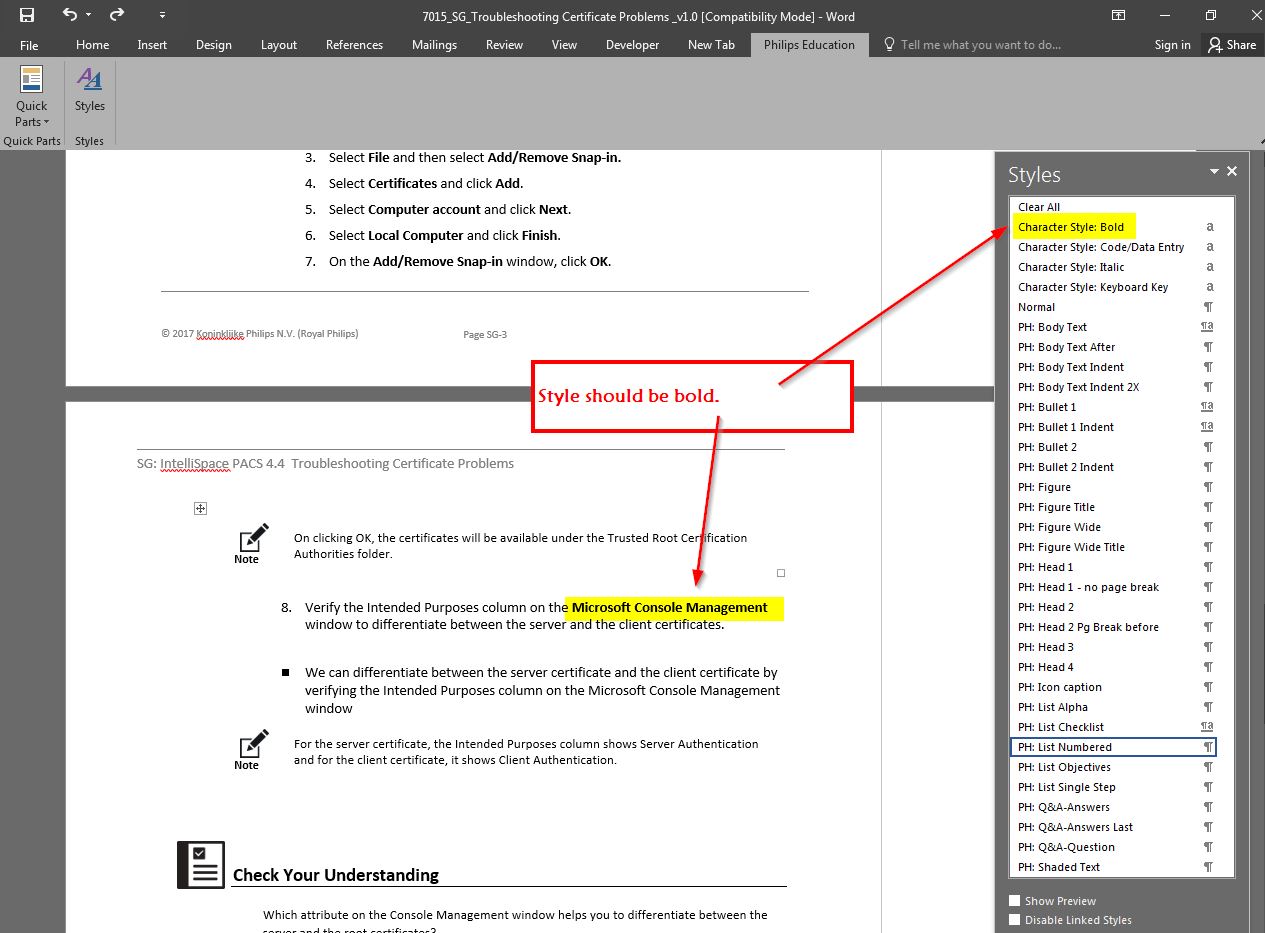 7015_SG_Troubleshooting Certificate Problems _v1.0 [Compatibility Mode] - Word
File Home Insert Design Layout References Mailings Review View Developer New Tab Philips Education Tell me what you want to do... Sign in Share
Quick Parts
Styles
Quick Parts Styles
3. Select File and then select Add/Remove Snap-in.
4. Select Certificates and click Add.
5. Select Computer account and click Next.
6. Select Local Computer and click Finish.
7. On the Add/Remove Snap-in window, click OK.
© 2017 Koninklijke Philips N.V. (Royal Philips) Page SG-3
Style should be bold.
SG: IntelliSpace PACS 4.4 Troubleshooting Certificate Problems
Note
On clicking OK, the certificates will be available under the Trusted Root Certification
Authorities folder.
8. Verify the Intended Purposes column on the Microsoft Console Management
window to differentiate between the server and the client certificates.
■ We can differentiate between the server certificate and the client certificate by
verifying the Intended Purposes column on the Microsoft Console Management
window
Note
For the server certificate, the Intended Purposes column shows Server Authentication
and for the client certificate, it shows Client Authentication.
Check Your Understanding
Which attribute on the Console Management window helps you to differentiate between the
server and the root certificates?
Styles
Clear All
Character Style: Bold a
Character Style: Code/Data Entry a
Character Style: Italic a
Character Style: Keyboard Key a
Normal ¶
PH: Body Text ¶a
PH: Body Text After ¶
PH: Body Text Indent ¶
PH: Body Text Indent 2X ¶
PH: Bullet 1 ¶a
PH: Bullet 1 Indent ¶a
PH: Bullet 2 ¶
PH: Bullet 2 Indent ¶
PH: Figure ¶
PH: Figure Title ¶
PH: Figure Wide ¶
PH: Figure Wide Title ¶
PH: Head 1 ¶
PH: Head 1 - no page break ¶
PH: Head 2 ¶
PH: Head 2 Pg Break before ¶
PH: Head 3 ¶
PH: Head 4 ¶
PH: Icon caption ¶
PH: List Alpha ¶
PH: List Checklist ¶a
PH: List Numbered ¶
PH: List Objectives ¶
PH: List Single Step ¶
PH: Q&A-Answers ¶
PH: Q&A-Answers Last ¶
PH: Q&A-Question ¶
PH: Shaded Text ¶
Show Preview
Disable Linked Styles